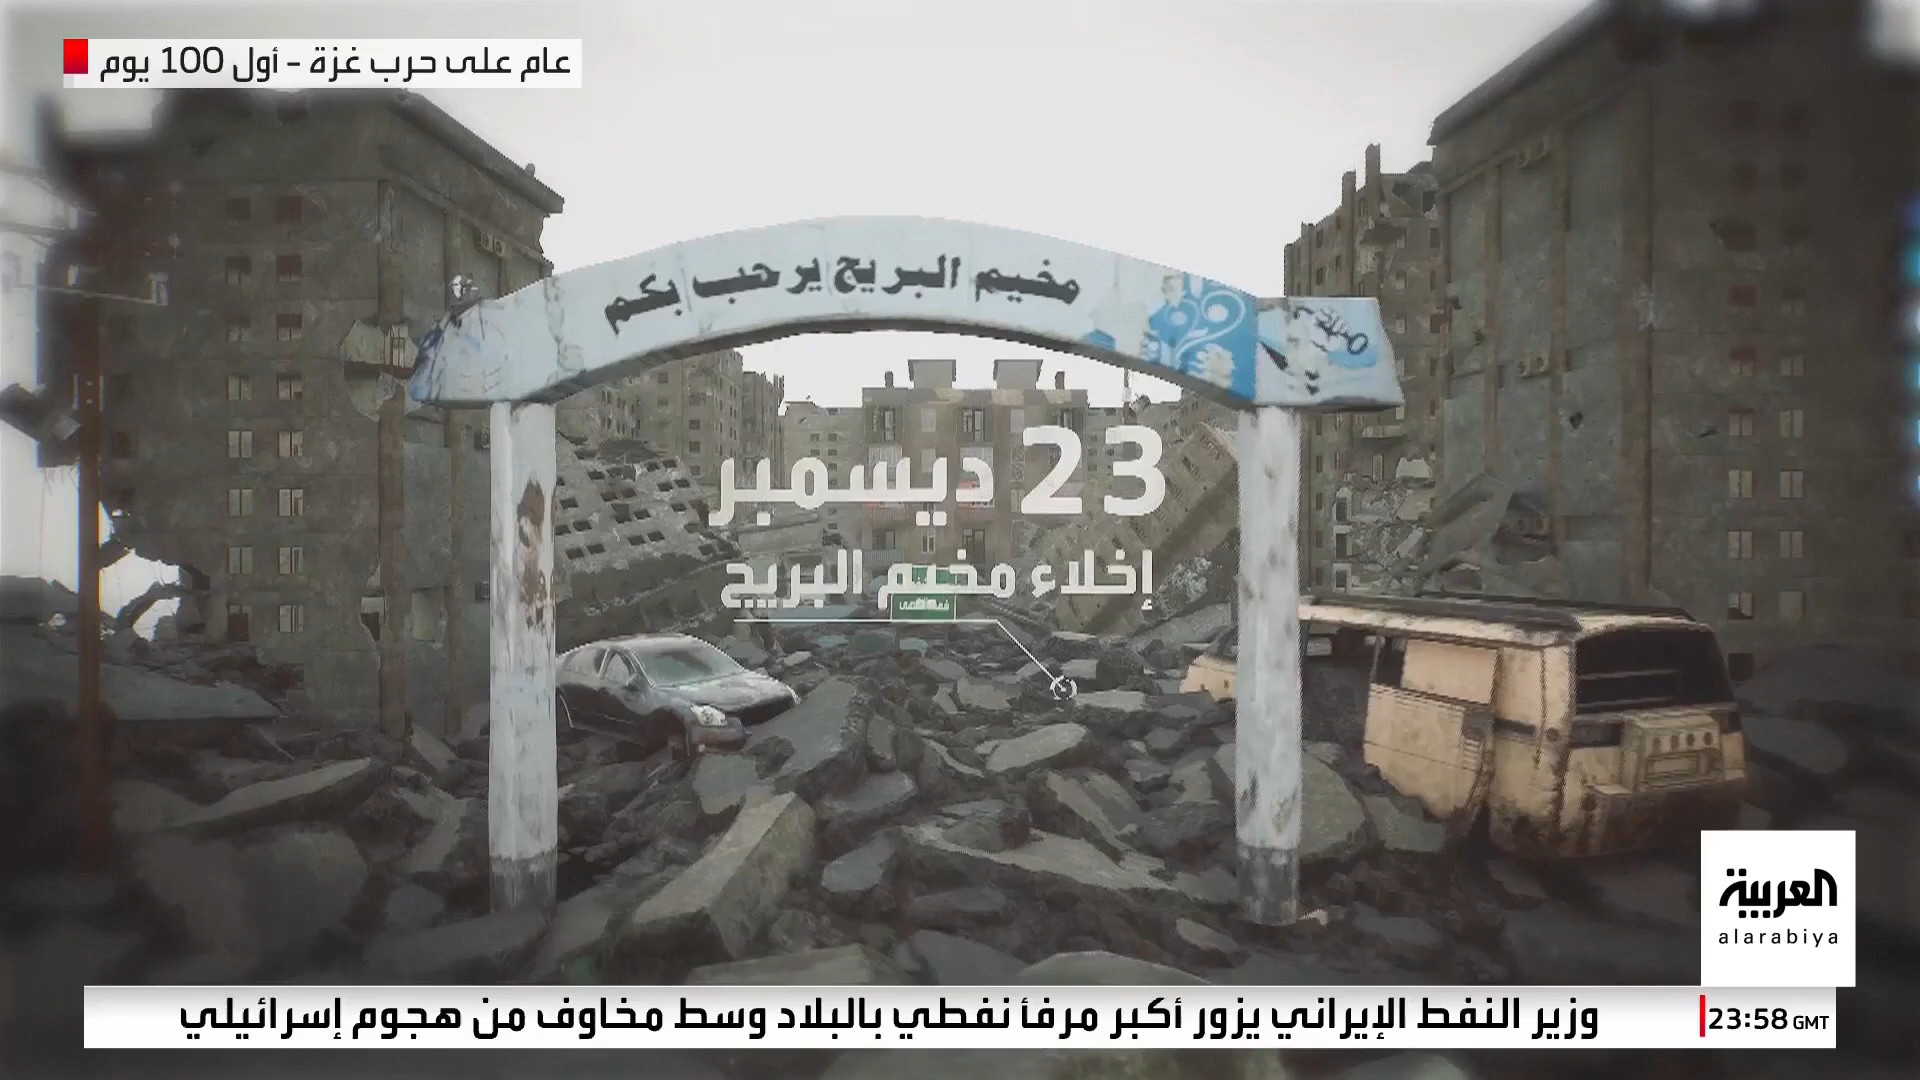 عام على حرب غزة - أول 100 يوم
مخيم البريج يرحب بكم
23 ديسمبر
إخلاء مخيم البريج
العربية
alarabiya
وزير النفط الإيراني يزور أكبر مرفأ نفطي بالبلاد وسط مخاوف من هجوم إسرائيلي
23:58 GMT